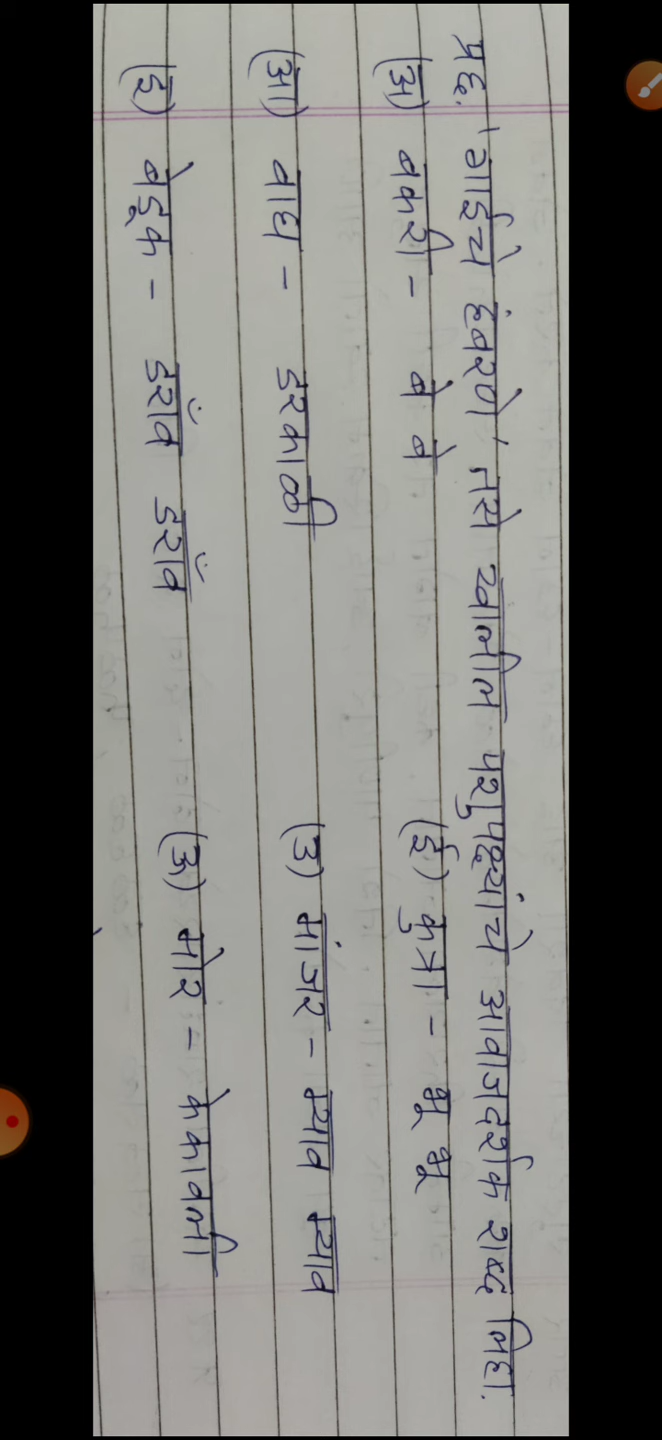 प्र६. 'गाईचे हंबरणे' तसे खालील पशुपक्ष्यांचे आवाजदर्शक शब्द लिहा.
(अ) बकरी - बे बे (ई) कुत्रा - भू भू
(आ) वाघ - डरकाळी (उ) मांजर - म्याव म्याव
(इ) बेडूक - डराँव डराँव (ऊ) मोर - केकावली